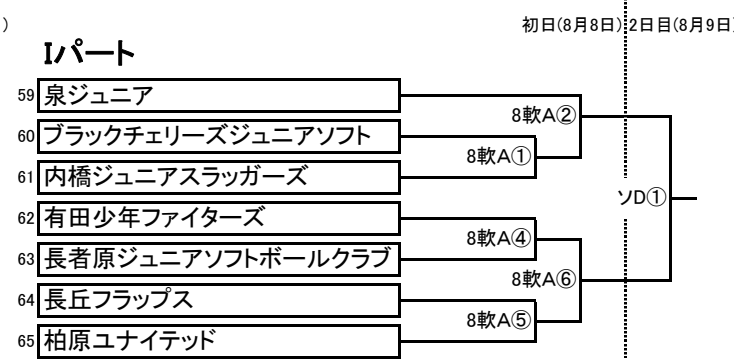 ）
初日(8月8日) 2日目(8月9日)
Iパート
59 泉ジュニア
8軟A②
60 ブラックチェリーズジュニアソフト
8軟A①
61 内橋ジュニアスラッガーズ
ソD①
62 有田少年ファイターズ
8軟A④
63 長者原ジュニアソフトボールクラブ
8軟A⑥
64 長丘フラップス
8軟A⑤
65 柏原ユナイテッド